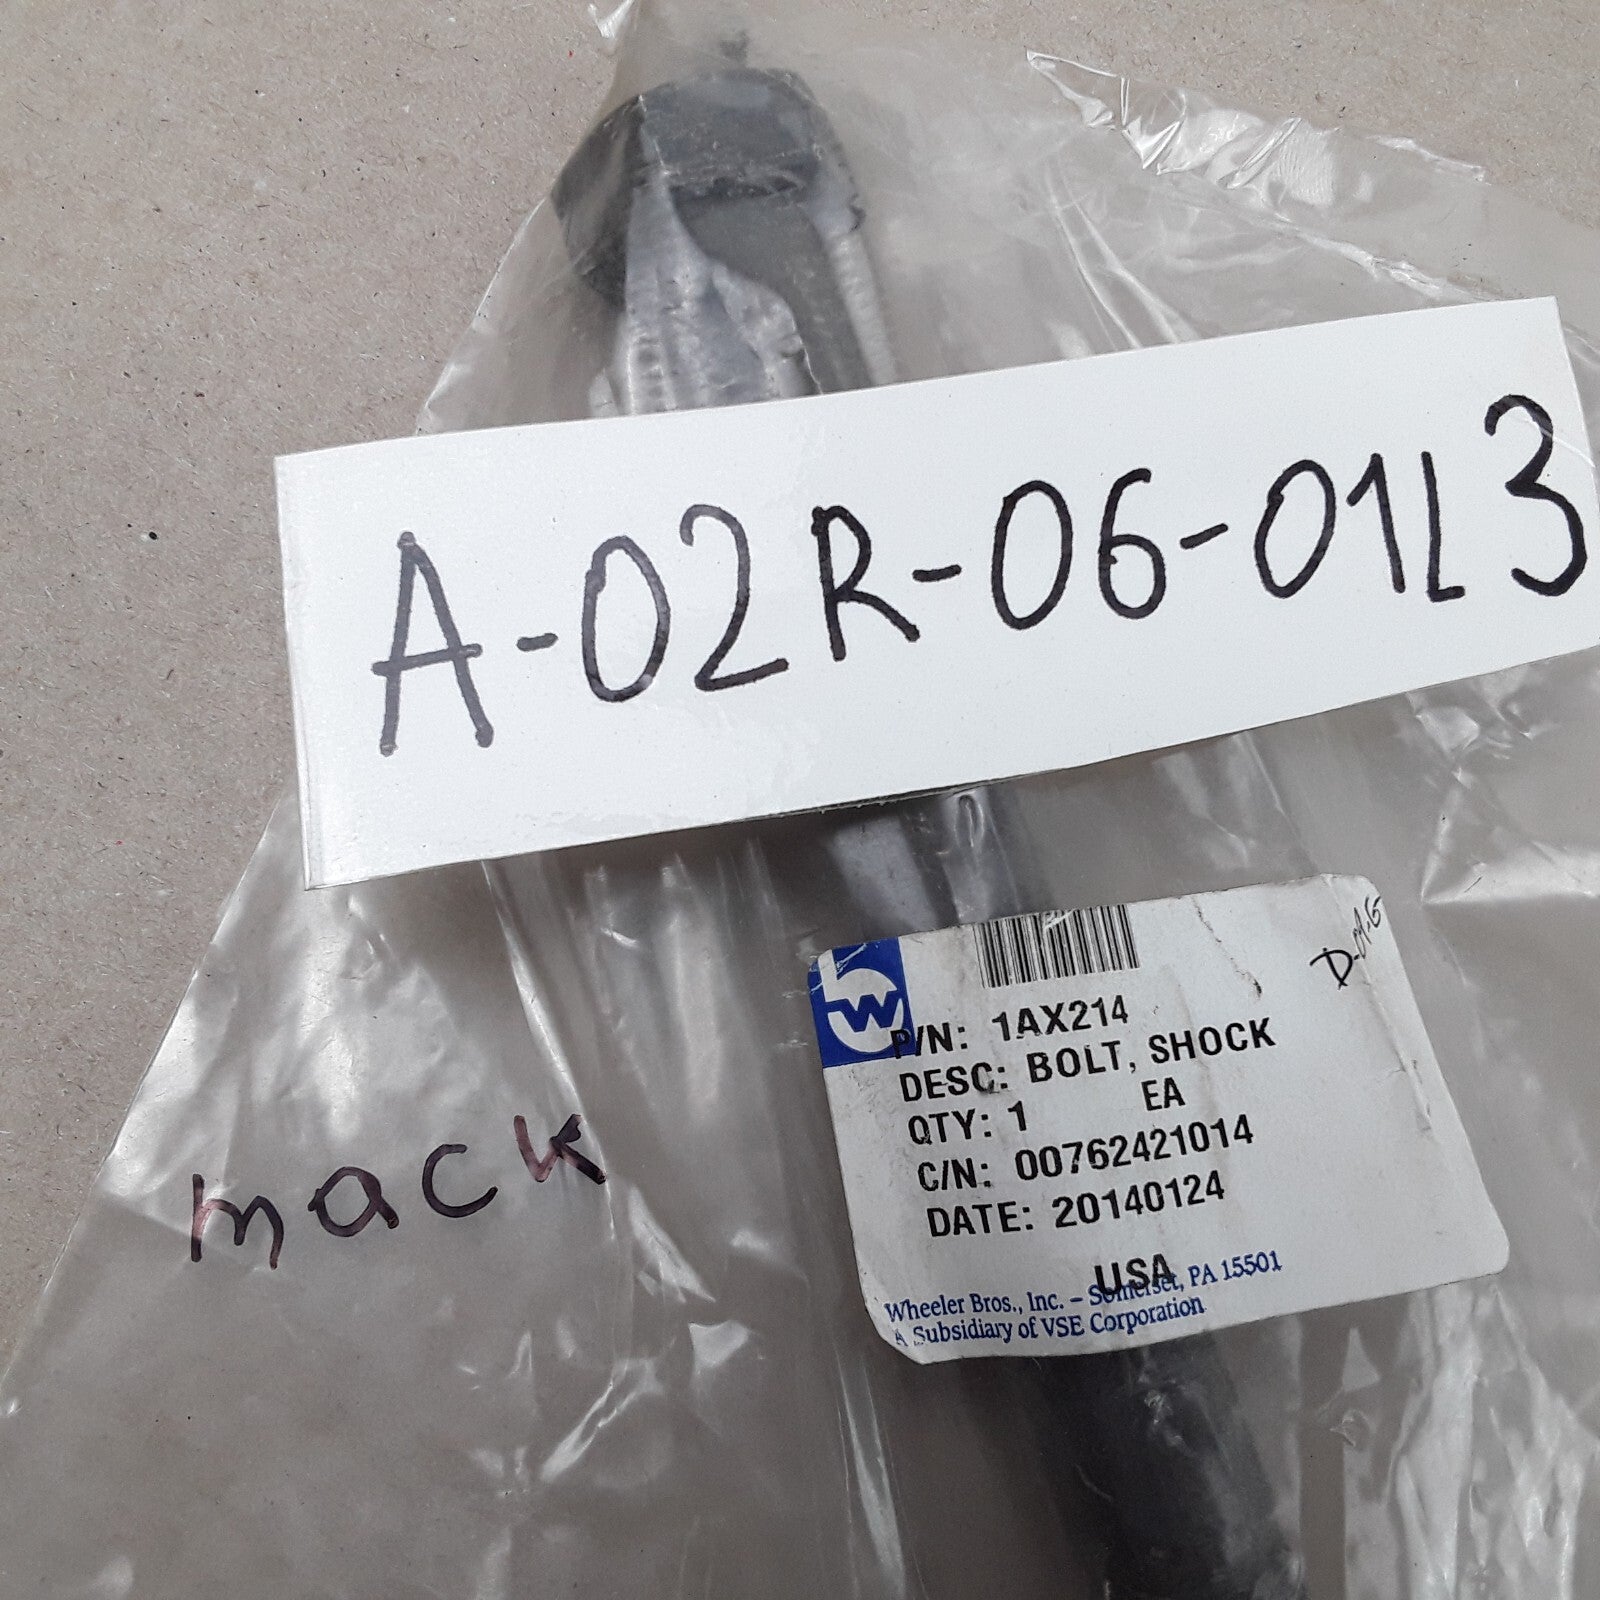 A-02R-06-01L3
P/N: 1AX214
DESC: BOLT, SHOCK
QTY: 1 EA
C/N: 00762421014
DATE: 20140124
USA
Wheeler Bros., Inc. – Somerset, PA 15501
A Subsidiary of VSE Corporation
mack